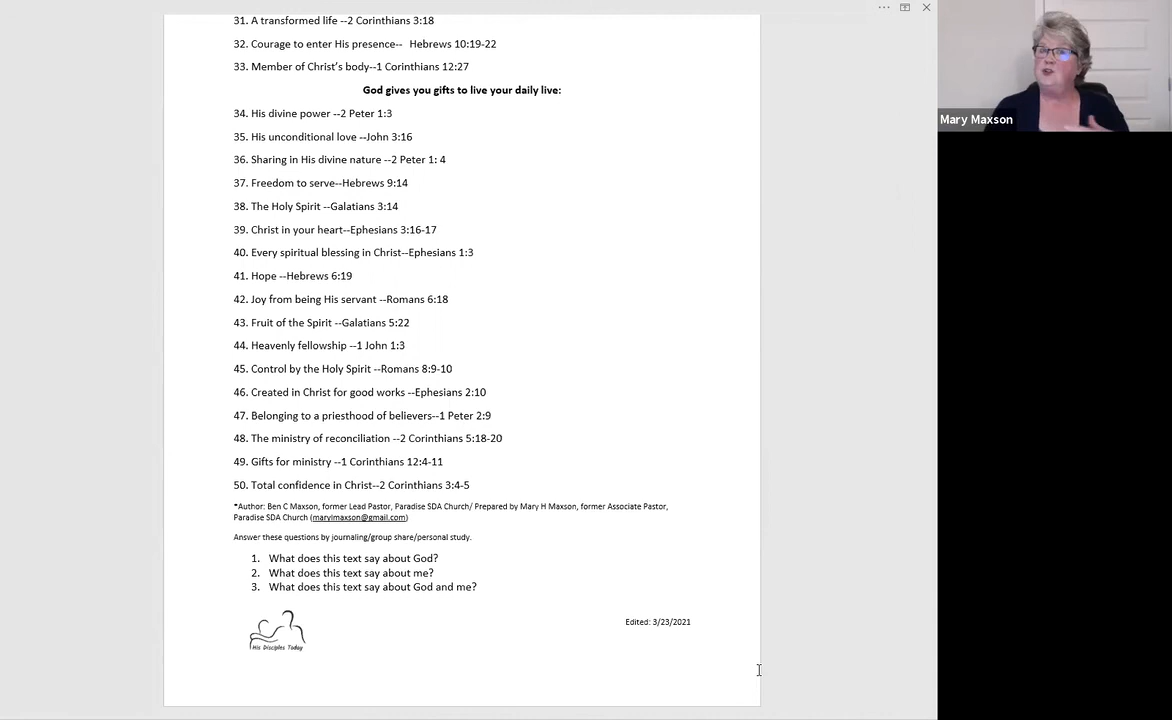 31. A transformed life --2 Corinthians 3:18
32. Courage to enter His presence-- Hebrews 10:19-22
33. Member of Christ's body--1 Corinthians 12:27
God gives you gifts to live your daily live:
34. His divine power --2 Peter 1:3
35. His unconditional love --John 3:16
36. Sharing in His divine nature --2 Peter 1: 4
37. Freedom to serve--Hebrews 9:14
38. The Holy Spirit --Galatians 3:14
39. Christ in your heart--Ephesians 3:16-17
40. Every spiritual blessing in Christ--Ephesians 1:3
41. Hope --Hebrews 6:19
42. Joy from being His servant --Romans 6:18
43. Fruit of the Spirit --Galatians 5:22
44. Heavenly fellowship --1 John 1:3
45. Control by the Holy Spirit --Romans 8:9-10
46. Created in Christ for good works --Ephesians 2:10
47. Belonging to a priesthood of believers--1 Peter 2:9
48. The ministry of reconciliation --2 Corinthians 5:18-20
49. Gifts for ministry --1 Corinthians 12:4-11
50. Total confidence in Christ--2 Corinthians 3:4-5
*Author: Ben C Maxson, former Lead Pastor, Paradise SDA Church/ Prepared by Mary H Maxson, former Associate Pastor,
Paradise SDA Church (marylmaxson@gmail.com)
Answer these questions by journaling/group share/personal study.
1. What does this text say about God?
2. What does this text say about me?
3. What does this text say about God and me?
His Disciples Today
Edited: 3/23/2021
Mary Maxson